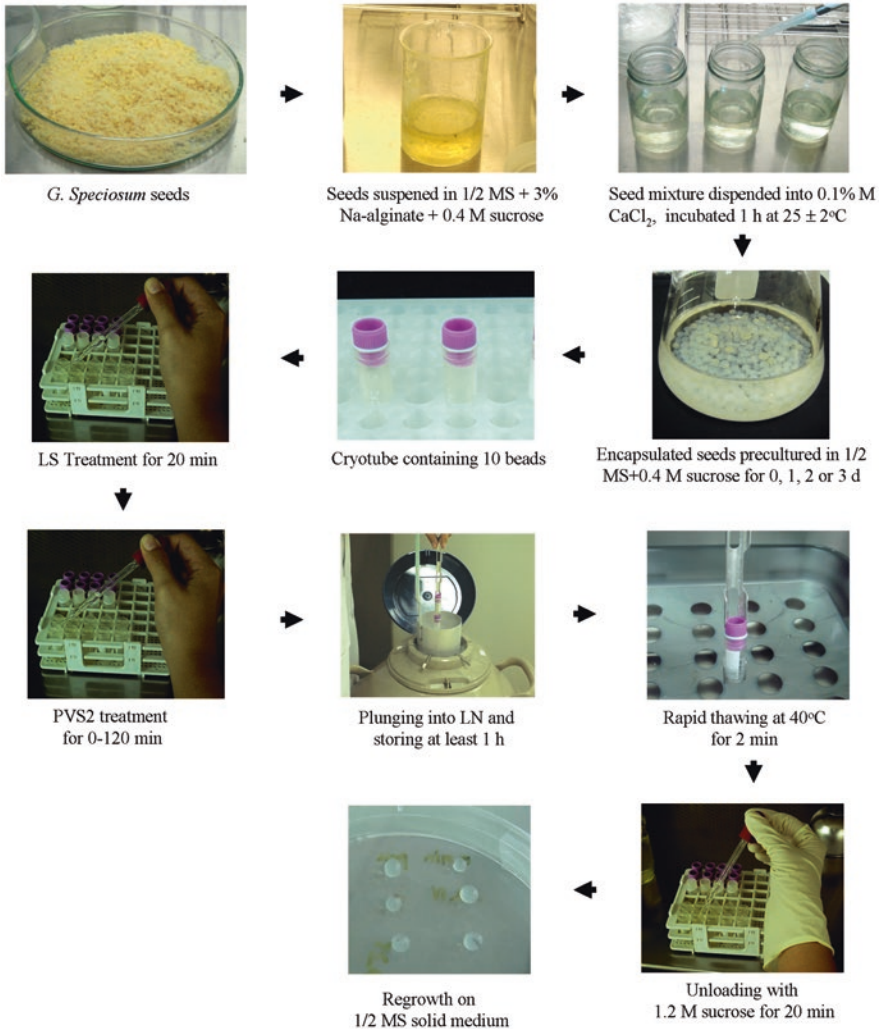 G. Speciosum seeds
Seeds suspened in 1/2 MS + 3%
Na-alginate + 0.4 M sucrose
Seed mixture dispended into 0.1% M
CaCl₂, incubated 1 h at 25 ± 2ºC
LS Treatment for 20 min
Cryotube containing 10 beads
Encapsulated seeds precultured in 1/2
MS+0.4 M sucrose for 0, 1, 2 or 3 d
PVS2 treatment
for 0-120 min
Plunging into LN and
storing at least 1 h
Rapid thawing at 40ºC
for 2 min
Regrowth on
1/2 MS solid medium
Unloading with
1.2 M sucrose for 20 min